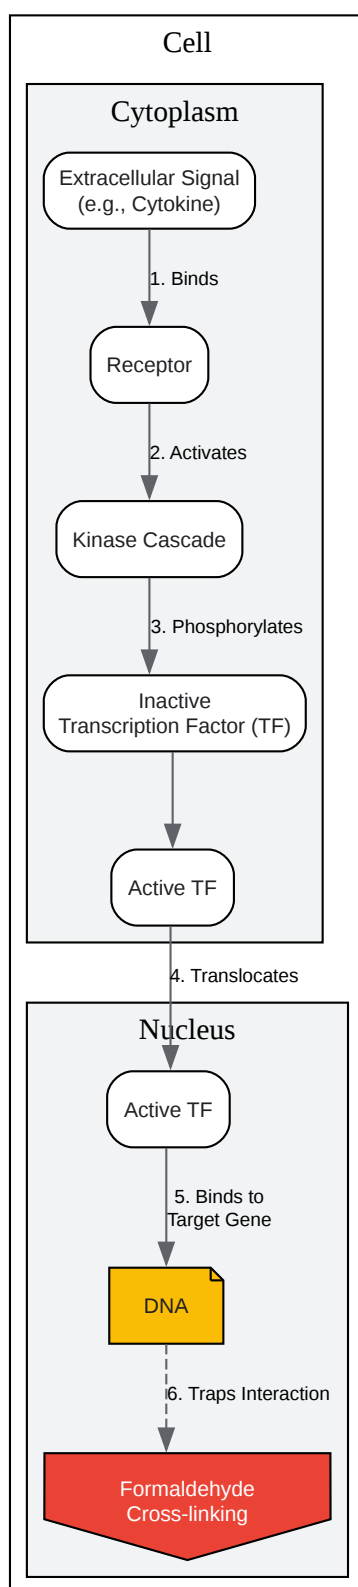 Cell
Cytoplasm
Extracellular Signal
(e.g., Cytokine)
1. Binds
Receptor
2. Activates
Kinase Cascade
3. Phosphorylates
Inactive
Transcription Factor (TF)
Active TF
4. Translocates
Nucleus
Active TF
5. Binds to
Target Gene
DNA
6. Traps Interaction
Formaldehyde
Cross-linking